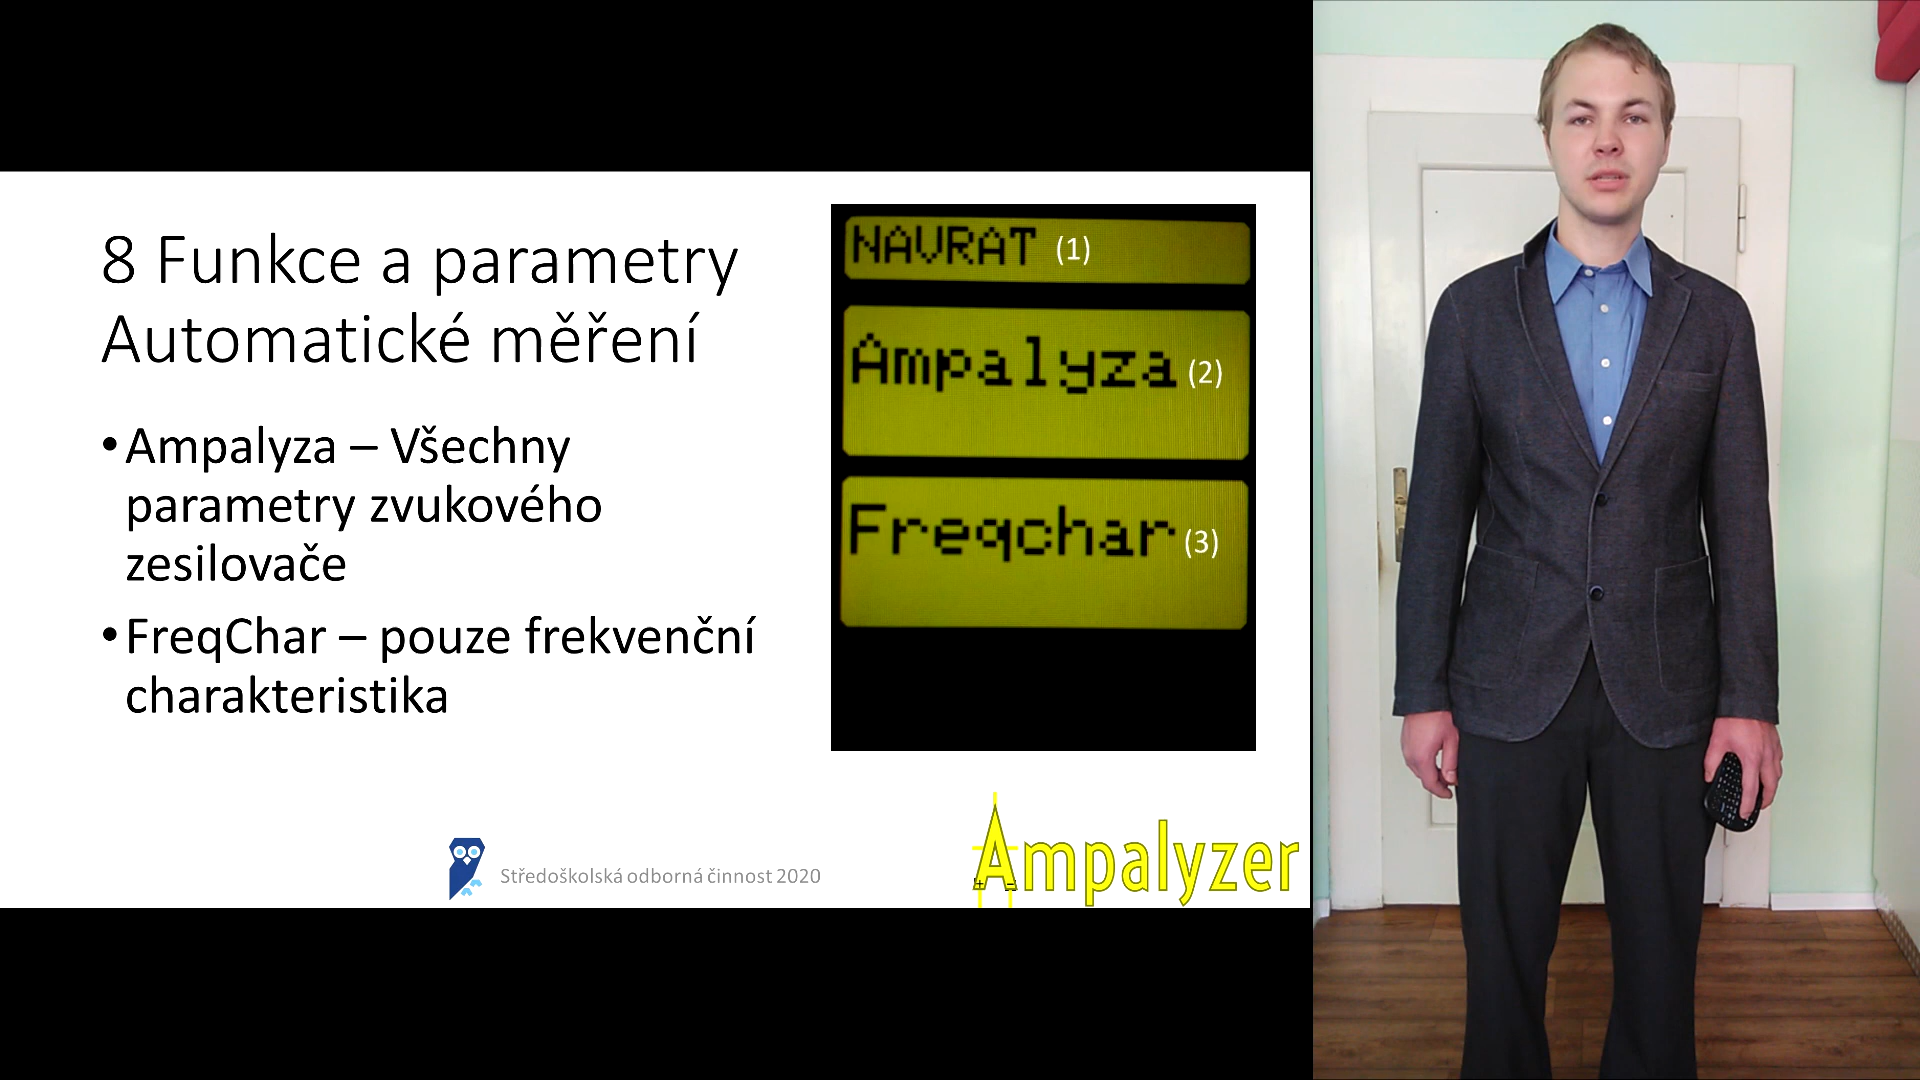 8 Funkce a parametry
Automatické měření
•Ampalyza – Všechny
parametry zvukového
zesilovače
•FreqChar – pouze frekvenční
charakteristika
NAVRAT (1)
Ampalyza (2)
Freqchar (3)
Středoškolská odborná činnost 2020
Ampalyzer